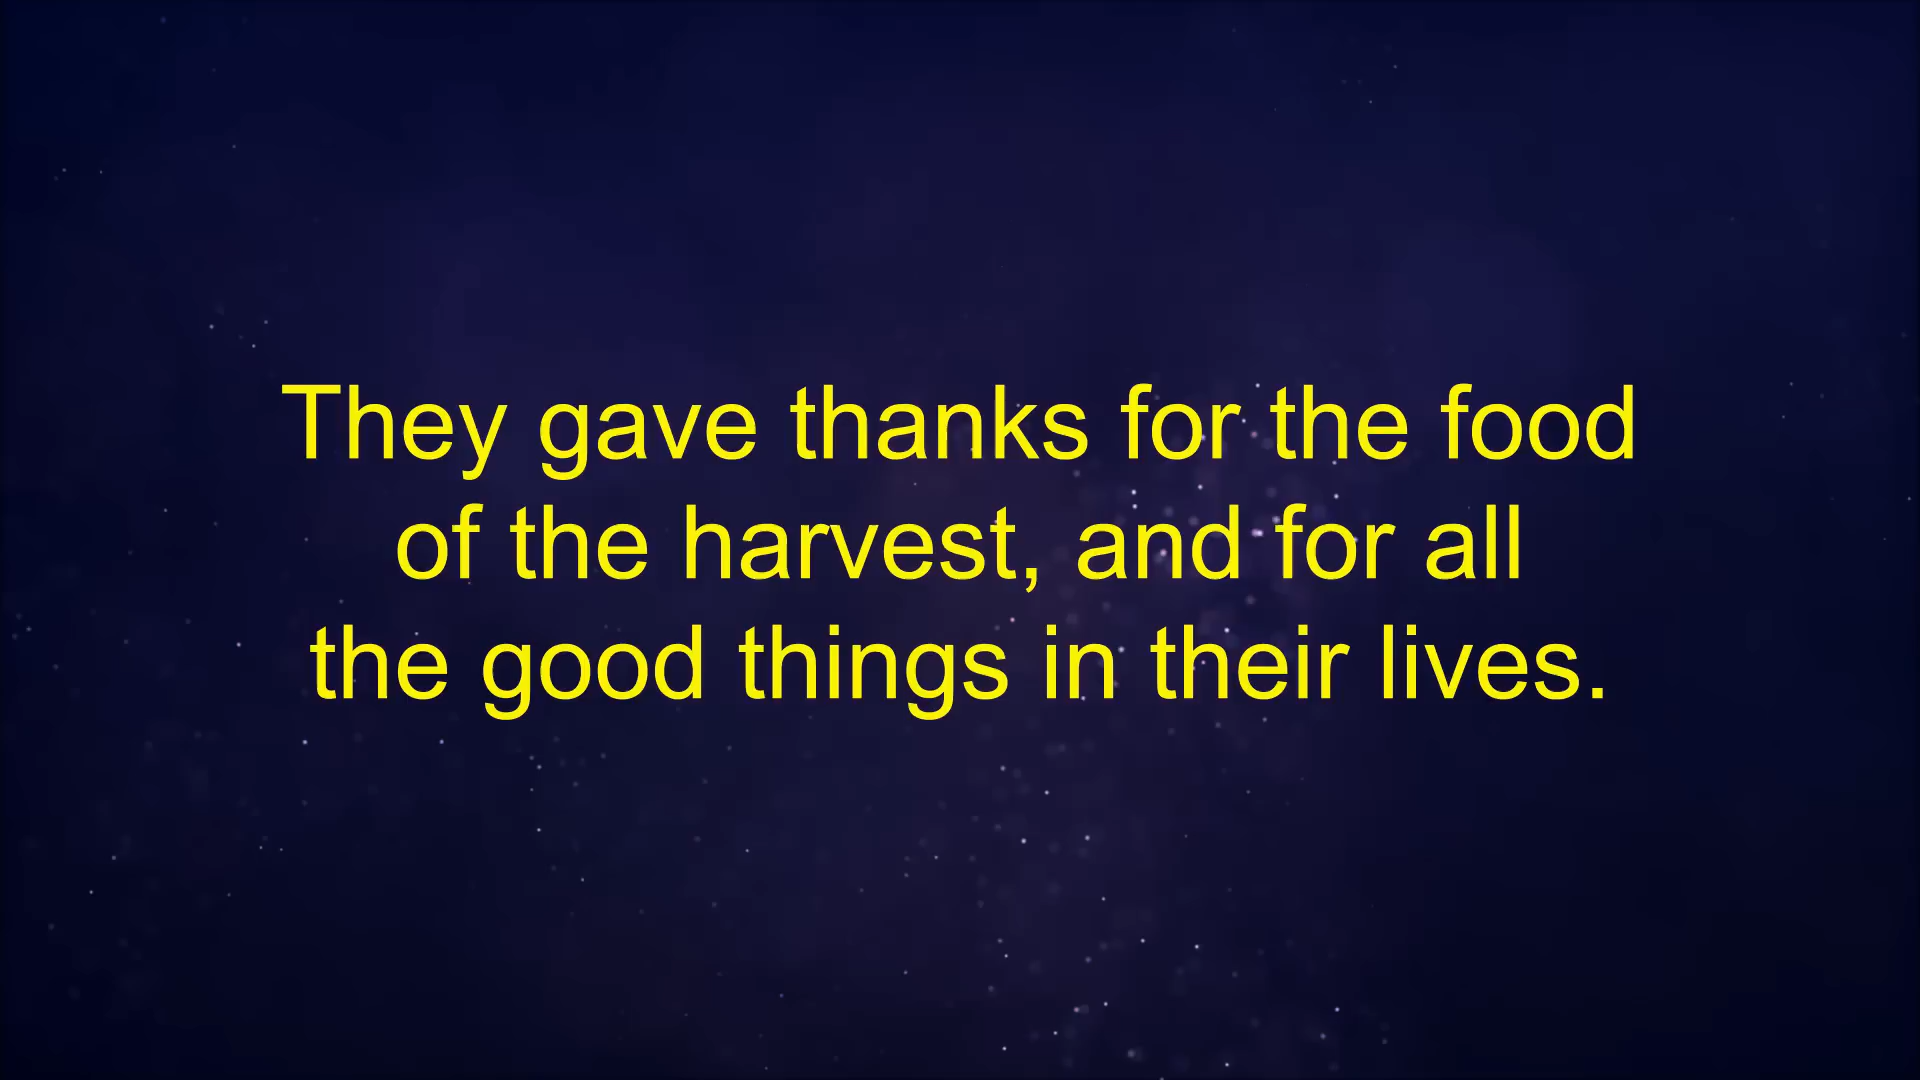 They gave thanks for the food
of the harvest, and for all
the good things in their lives.